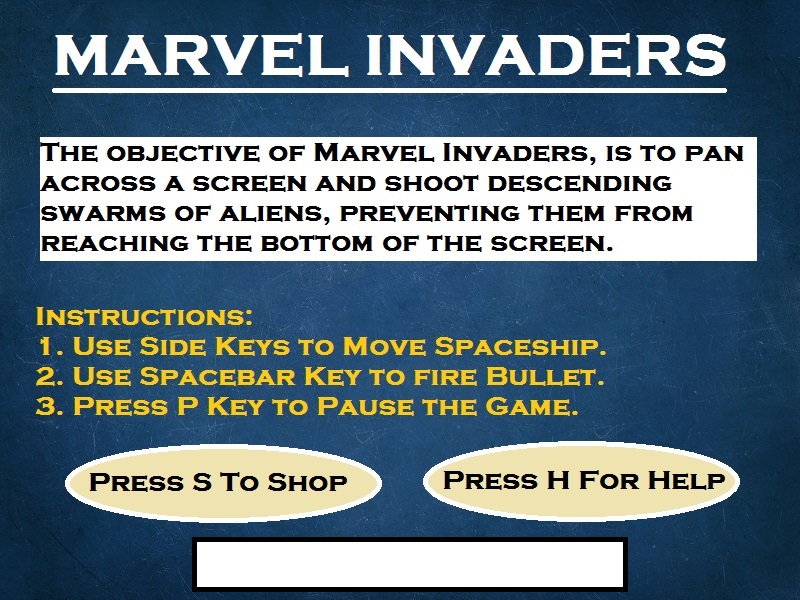 MARVEL INVADERS
The objective of Marvel Invaders, is to pan
across a screen and shoot descending
swarms of aliens, preventing them from
reaching the bottom of the screen.
Instructions:
1. Use Side Keys to Move Spaceship.
2. Use Spacebar Key to fire Bullet.
3. Press P Key to Pause the Game.
Press S To Shop
Press H For Help